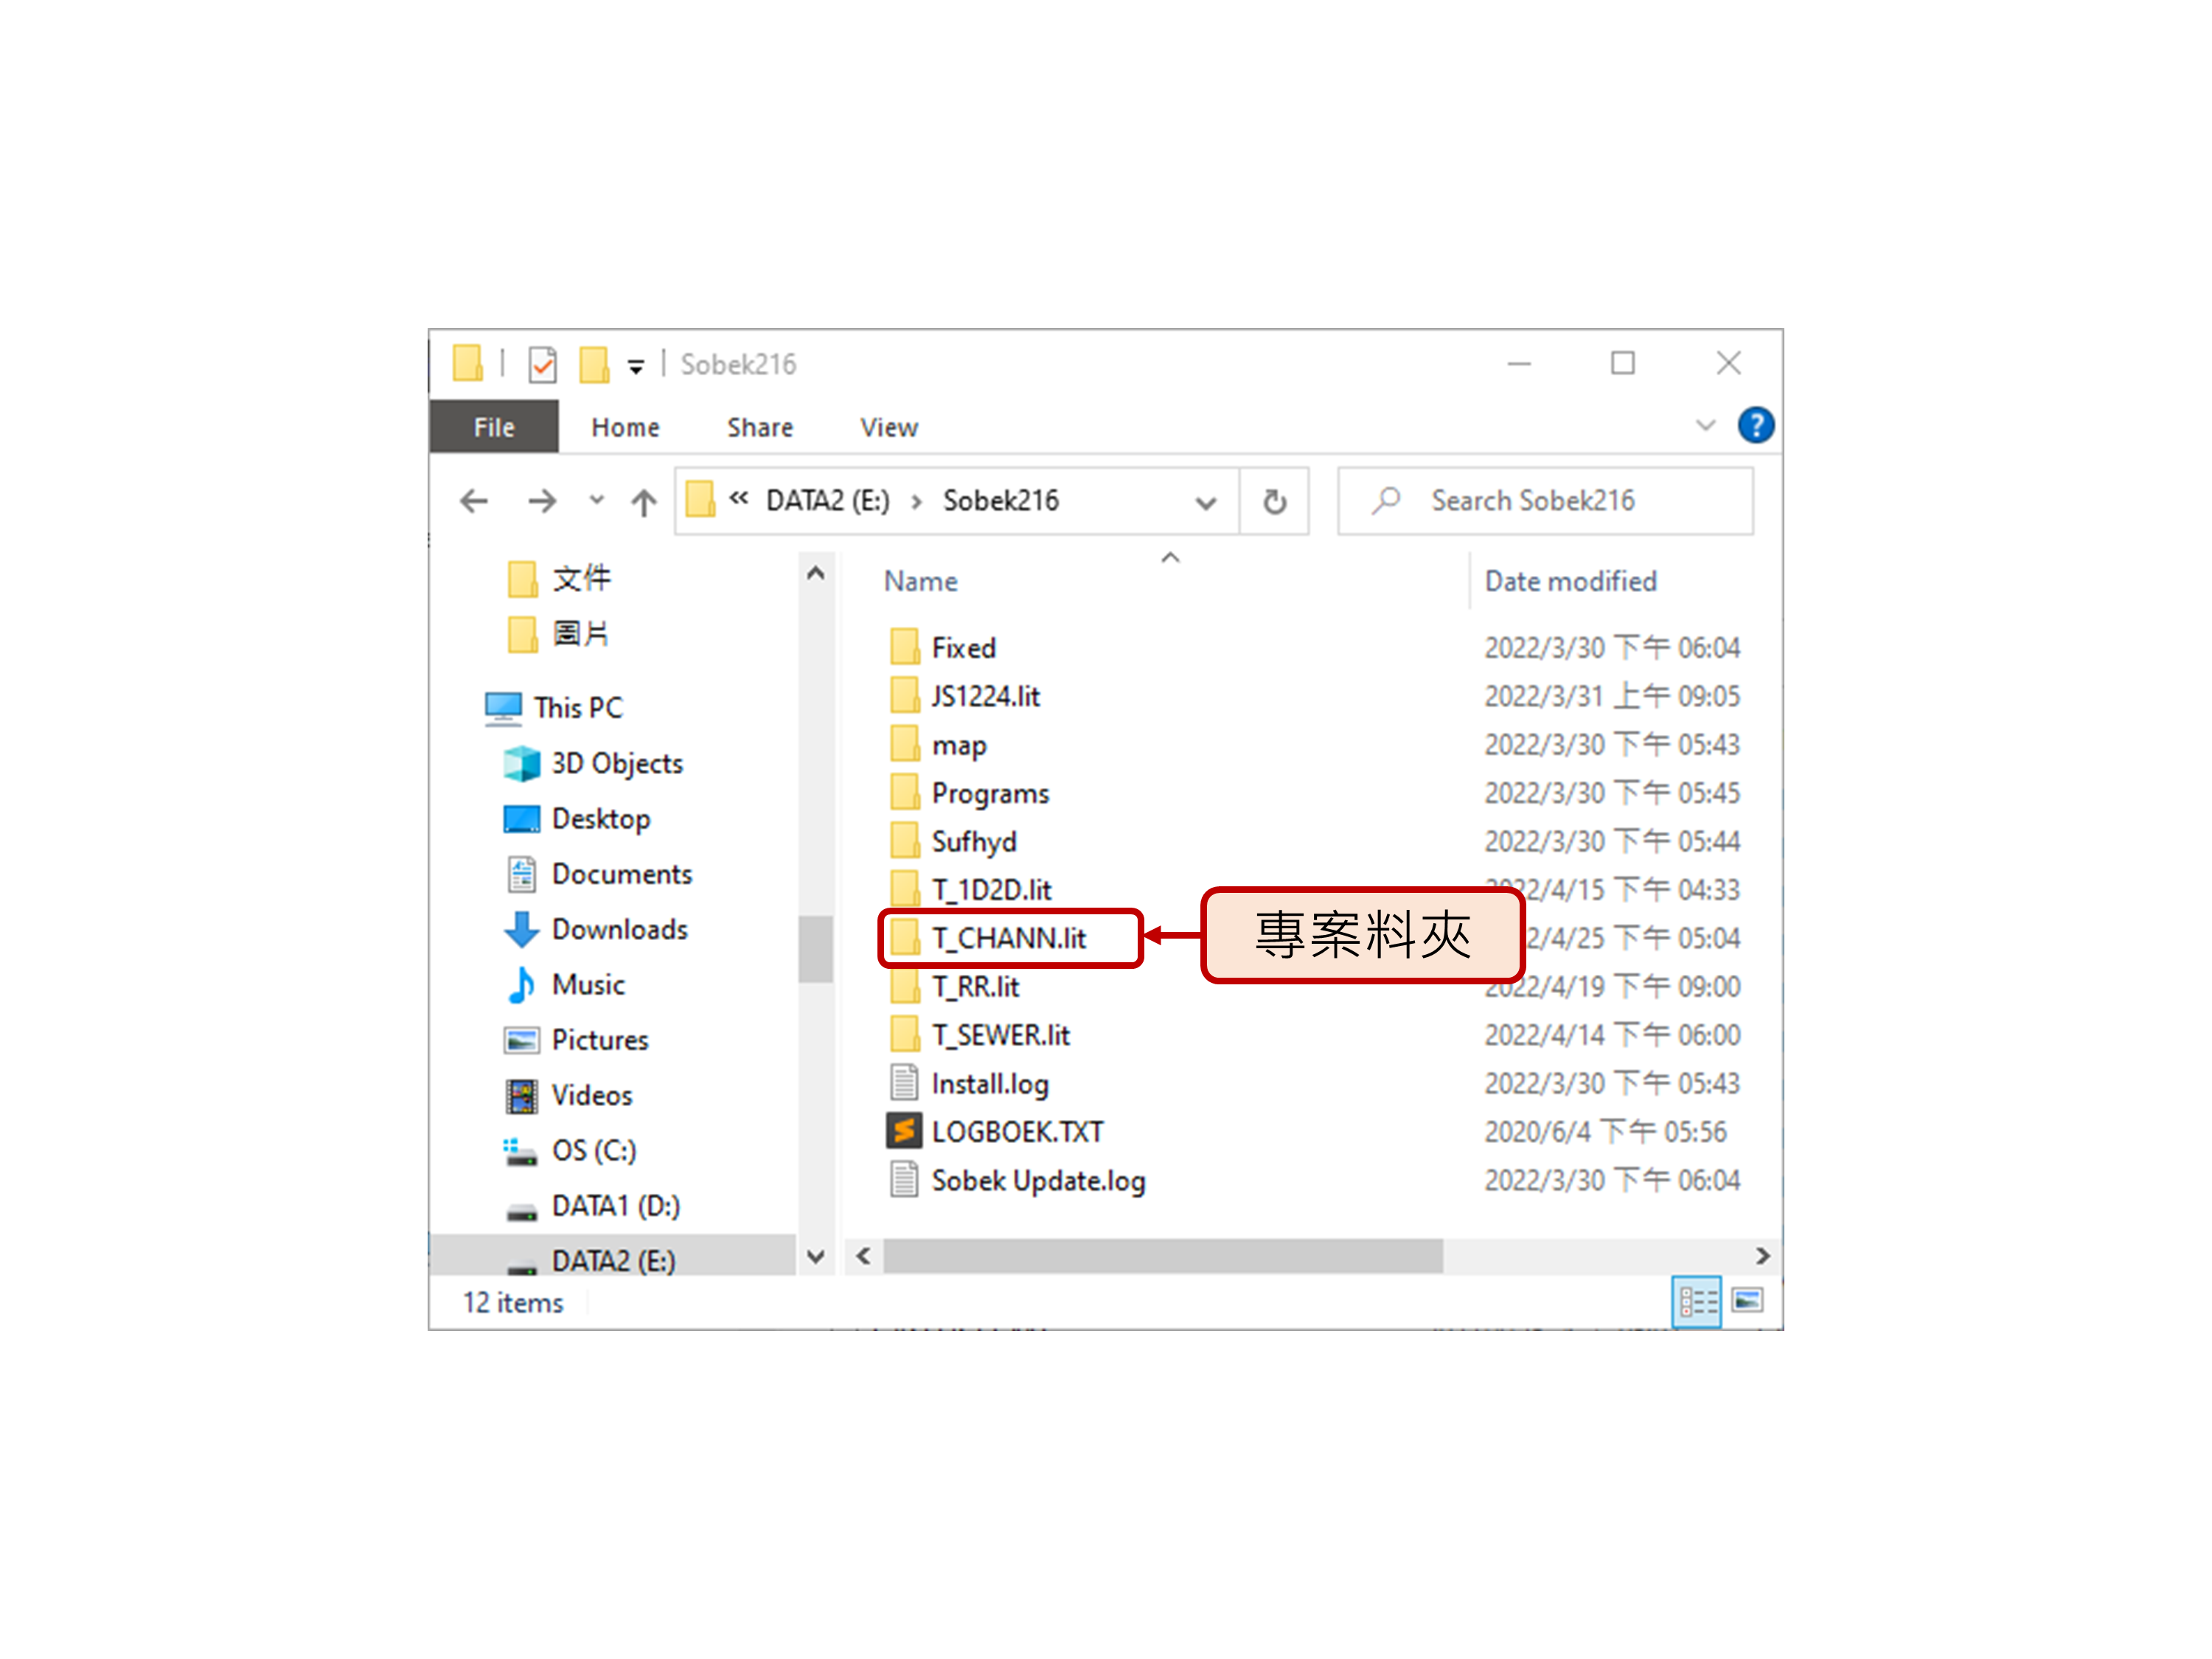 Sobek216
File Home Share View
« DATA2 (E:) › Sobek216
Search Sobek216
文件
圖片
This PC
3D Objects
Desktop
Documents
Downloads
Music
Pictures
Videos
OS (C:)
DATA1 (D:)
DATA2 (E:)
Name Date modified
Fixed 2022/3/30 下午 06:04
JS1224.lit 2022/3/31 上午 09:05
map 2022/3/30 下午 05:43
Programs 2022/3/30 下午 05:45
Sufhyd 2022/3/30 下午 05:44
T_1D2D.lit 22/4/15 下午 04:33
T_CHANN.lit 專案料夾 2/4/25 下午 05:04
T_RR.lit 2022/4/19 下午 09:00
T_SEWER.lit 2022/4/14 下午 06:00
Install.log 2022/3/30 下午 05:43
LOGBOEK.TXT 2020/6/4 下午 05:56
Sobek Update.log 2022/3/30 下午 06:04
12 items